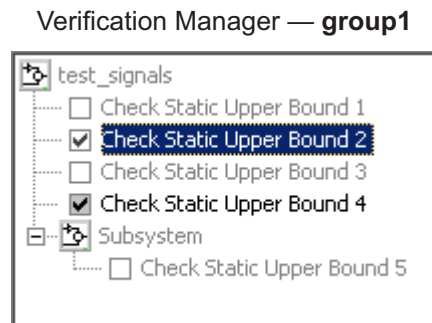 Verification Manager — group1
test_signals
Check Static Upper Bound 1
Check Static Upper Bound 2
Check Static Upper Bound 3
Check Static Upper Bound 4
Subsystem
Check Static Upper Bound 5